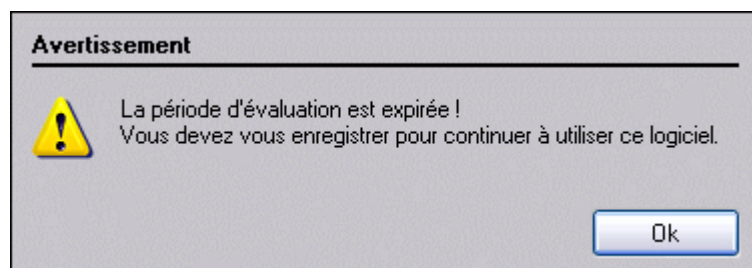 Avertissement
La période d'évaluation est expirée !
Vous devez vous enregistrer pour continuer à utiliser ce logiciel.
Ok